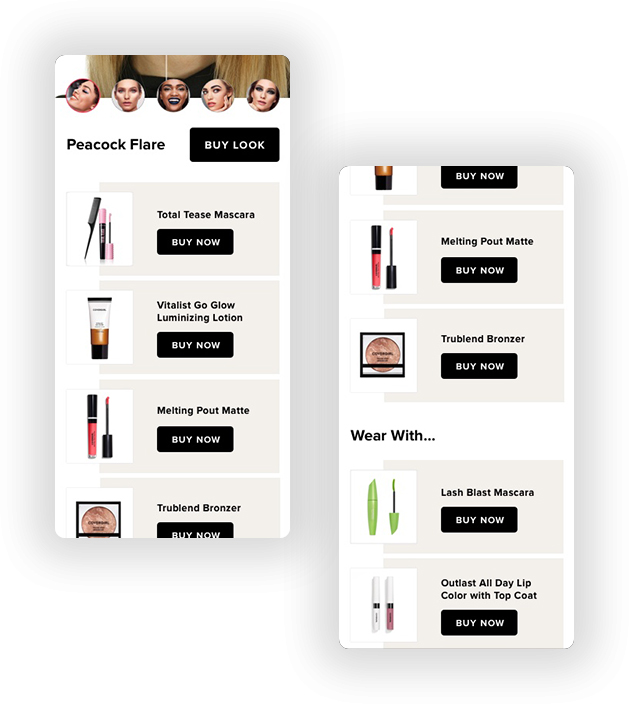 Peacock Flare
BUY LOOK
Total Tease Mascara
BUY NOW
Vitalist Go Glow
Luminizing Lotion
BUY NOW
Melting Pout Matte
BUY NOW
COVERGIRL
Trublend Bronzer
BUY NOW
BUY NOW
Melting Pout Matte
BUY NOW
COVERGIRL
Trublend Bronzer
BUY NOW
Wear With...
Lash Blast Mascara
BUY NOW
Outlast All Day Lip
Color with Top Coat
BUY NOW